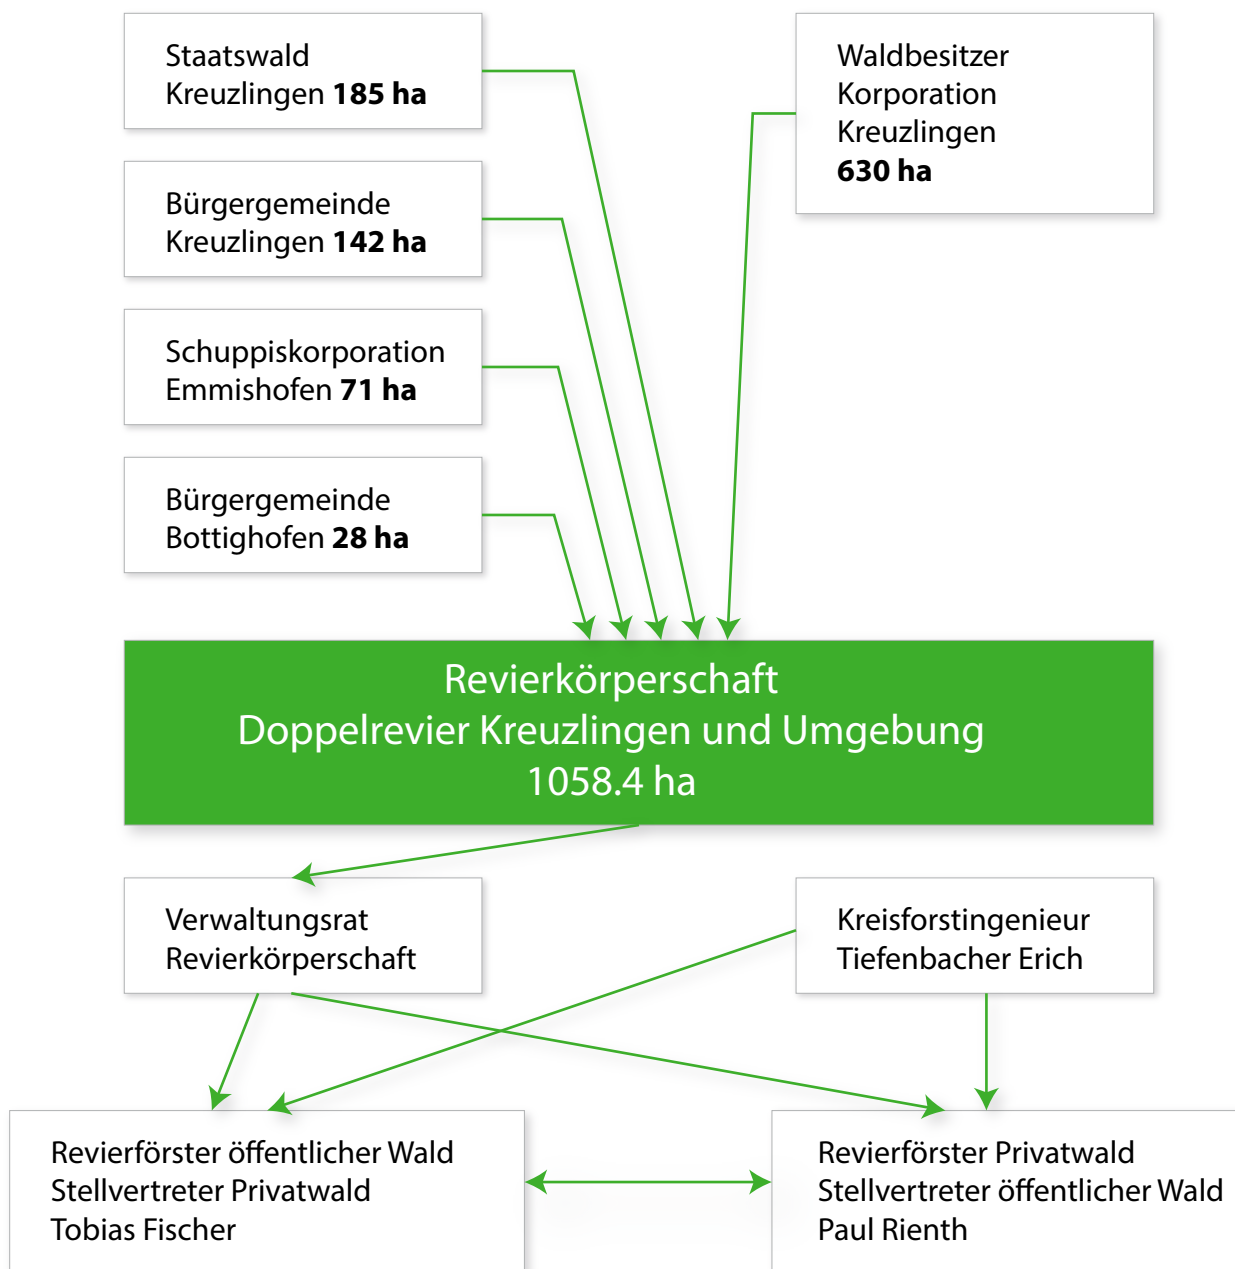 Staatswald
Kreuzlingen 185 ha
Bürgergemeinde
Kreuzlingen 142 ha
Schuppiskorporation
Emmishofen 71 ha
Bürgergemeinde
Bottighofen 28 ha
Waldbesitzer
Korporation
Kreuzlingen
630 ha
Revierkörperschaft
Doppelrevier Kreuzlingen und Umgebung
1058.4 ha
Verwaltungsrat
Revierkörperschaft
Kreisforstingenieur
Tiefenbacher Erich
Revierförster öffentlicher Wald
Stellvertreter Privatwald
Tobias Fischer
Revierförster Privatwald
Stellvertreter öffentlicher Wald
Paul Rienth